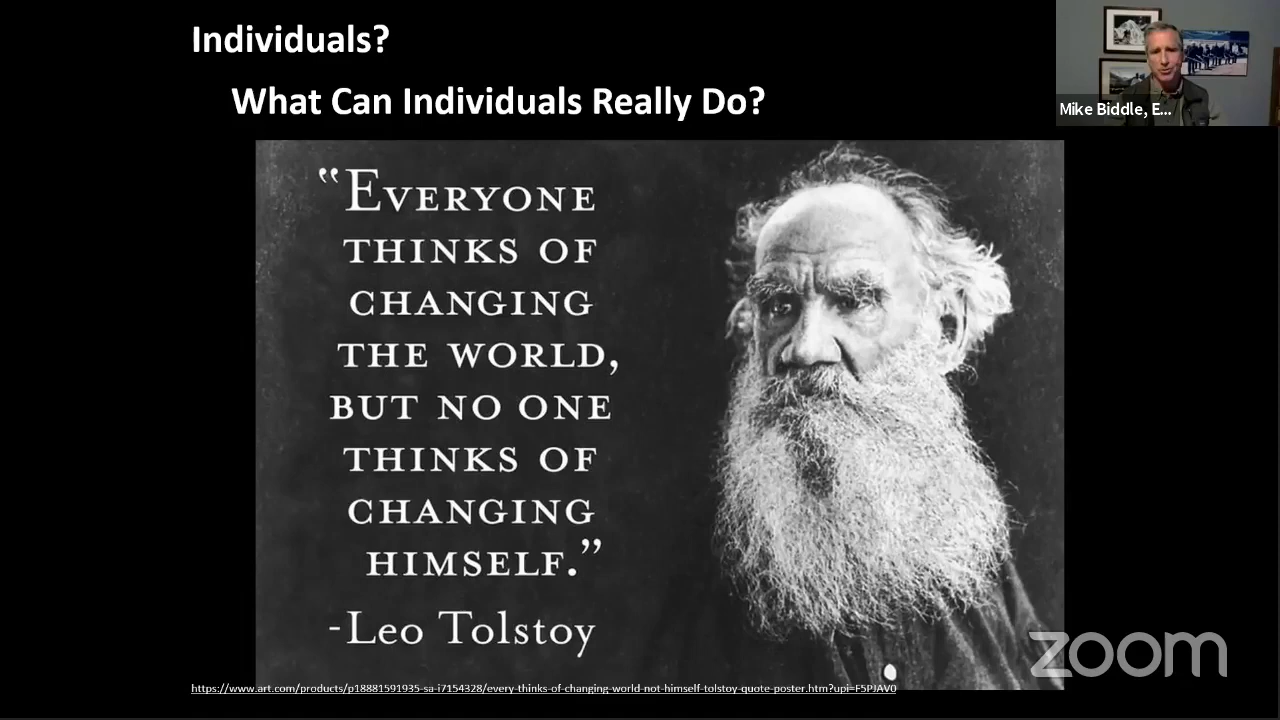 Individuals?
What Can Individuals Really Do?
Mike Biddle, E...
“EVERYONE
THINKS OF
CHANGING
THE WORLD,
BUT NO ONE
THINKS OF
CHANGING
HIMSELF.”
-Leo Tolstoy
zoom
https://www.art.com/products/p18881591935-sa-i7154328/every-thinks-of-changing-world-not-himself-tolstoy-quote-poster.htm?upi=F5PJAV0